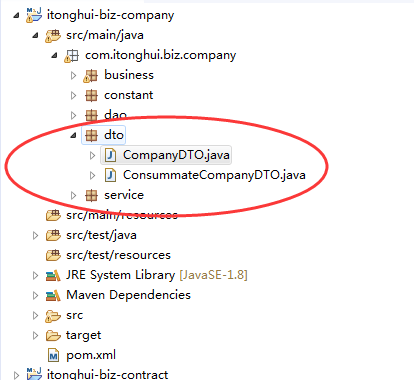 itonghui-biz-company
src/main/java
com.itonghui.biz.company
business
constant
dao
dto
CompanyDTO.java
ConsummateCompanyDTO.java
service
src/main/resources
src/test/java
src/test/resources
JRE System Library [JavaSE-1.8]
Maven Dependencies
src
target
pom.xml
itonghui-biz-contract